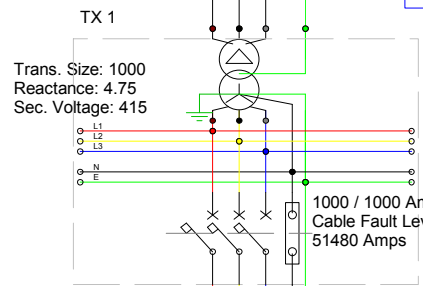 TX 1
Trans. Size: 1000
Reactance: 4.75
Sec. Voltage: 415
L1
L2
L3
N
E
1000 / 1000 Am
Cable Fault Lev
51480 Amps